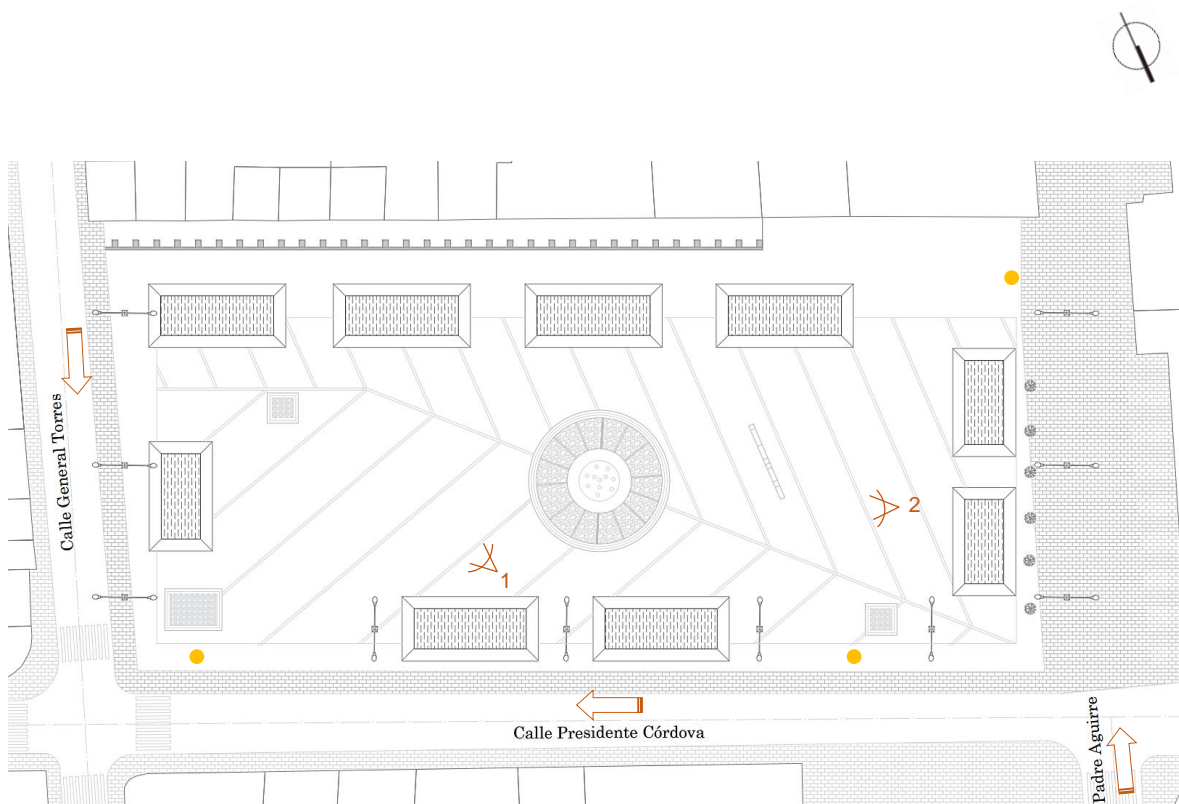 Calle General Torres
2
1
Calle Presidente Córdova
Padre Aguirre